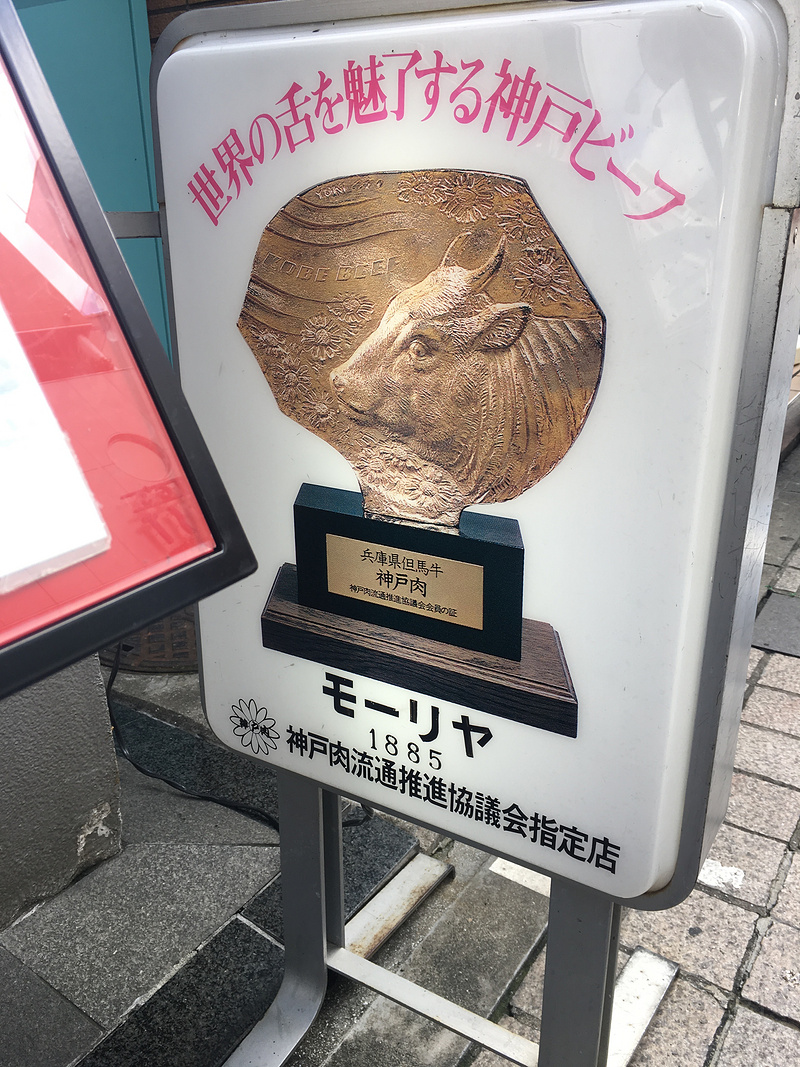 世界の舌を魅了する神戸ビーフ
KOBE BEEF
兵庫県但馬牛
神戸肉
神戸肉流通推進協議会会員の証
モーリヤ
1885
神戸肉
神戸肉流通推進協議会指定店